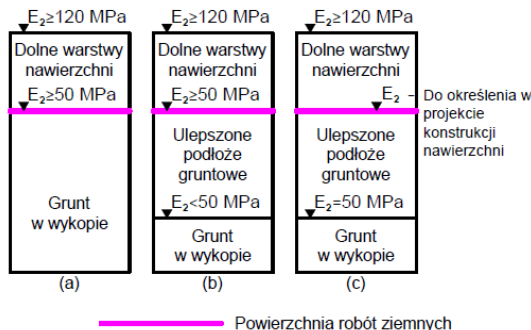 E₂≥120 MPa E₂≥120 MPa E₂≥120 MPa
Dolne warstwy
nawierzchni
Dolne warstwy
nawierzchni
Dolne warstwy
nawierzchni
E₂≥50 MPa E₂≥50 MPa E₂ - Do określenia w
projekcie
konstrukcji
nawierzchni
Ulepszone
podłoże
gruntowe
Ulepszone
podłoże
gruntowe
Grunt
w wykopie
E₂<50 MPa E₂=50 MPa
Grunt
w wykopie
Grunt
w wykopie
(a) (b) (c)
Powierzchnia robót ziemnych